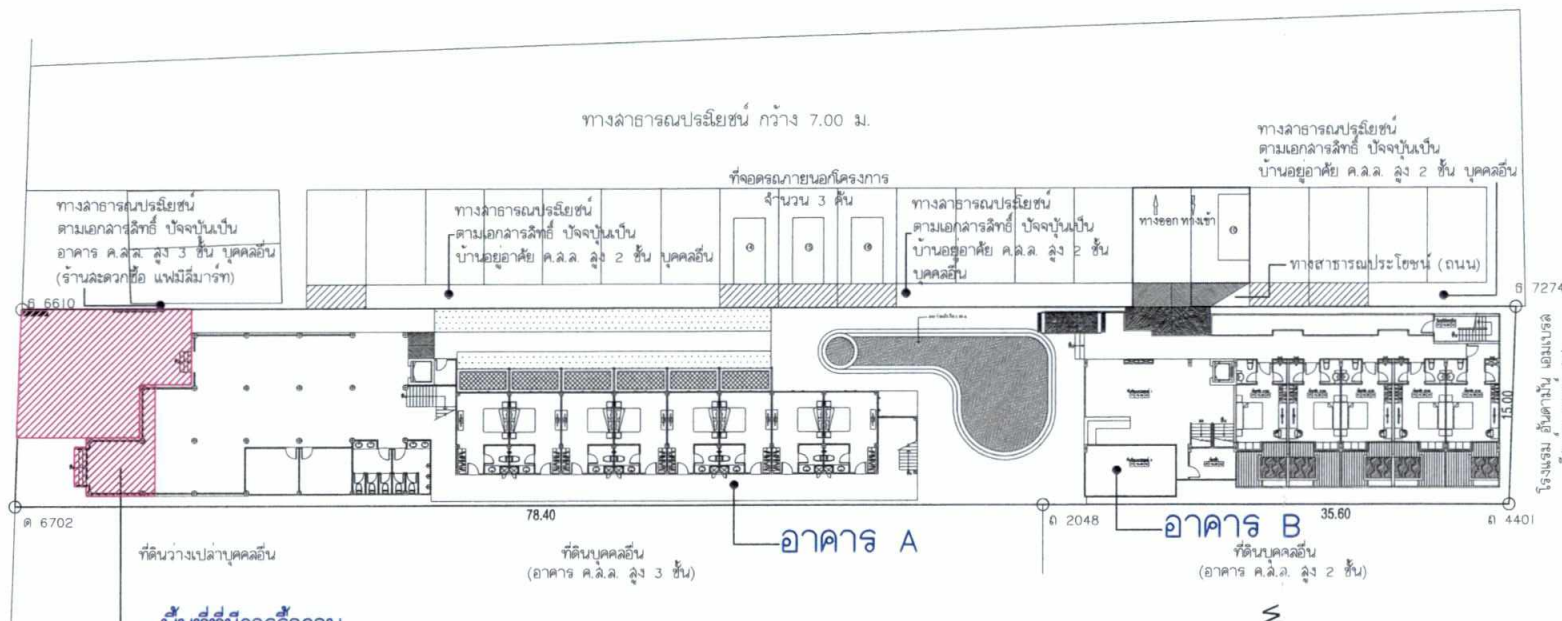 ทางสาธารณประโยชน์ กว้าง 7.00 ม.
ทางสาธารณประโยชน์
ตามเอกสารสิทธิ์ ปัจจุบันเป็น
บ้านอยู่อาศัย ค.ส.ล. สูง 2 ชั้น บุคคลอื่น
ที่จอดรถภายนอกโครงการ
จำนวน 3 คัน
ทางสาธารณประโยชน์
ตามเอกสารสิทธิ์ ปัจจุบันเป็น
อาคาร ค.ส.ล. สูง 3 ชั้น บุคคลอื่น
(ร้านสะดวกซื้อ แฟมิลี่มาร์ท)
ทางสาธารณประโยชน์
ตามเอกสารสิทธิ์ ปัจจุบันเป็น
บ้านอยู่อาศัย ค.ส.ล. สูง 2 ชั้น บุคคลอื่น
ทางสาธารณประโยชน์
ตามเอกสารสิทธิ์ ปัจจุบันเป็น
บ้านอยู่อาศัย ค.ส.ล. สูง 2 ชั้น
บุคคลอื่น
ทางออก ทางเข้า
ทางสาธารณประโยชน์ (ถนน)
6610
7274
15.00
โรงแรม อันดามัน เอมเบรส
6702
78.40
2048
35.60
4401
อาคาร A
อาคาร B
ที่ดินว่างเปล่าบุคคลอื่น
ที่ดินบุคคลอื่น
(อาคาร ค.ส.ล. สูง 3 ชั้น)
ที่ดินบุคคลอื่น
(อาคาร ค.ส.ล. สูง 2 ชั้น)